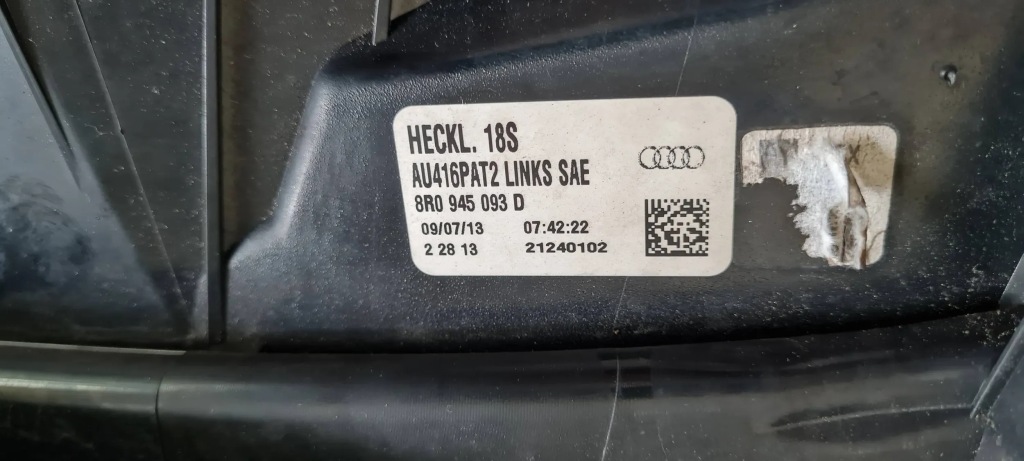 HECKL. 18S
AU416PAT2 LINKS SAE
8R0 945 093 D
09/07/13 07:42:22
2 28 13 21240102